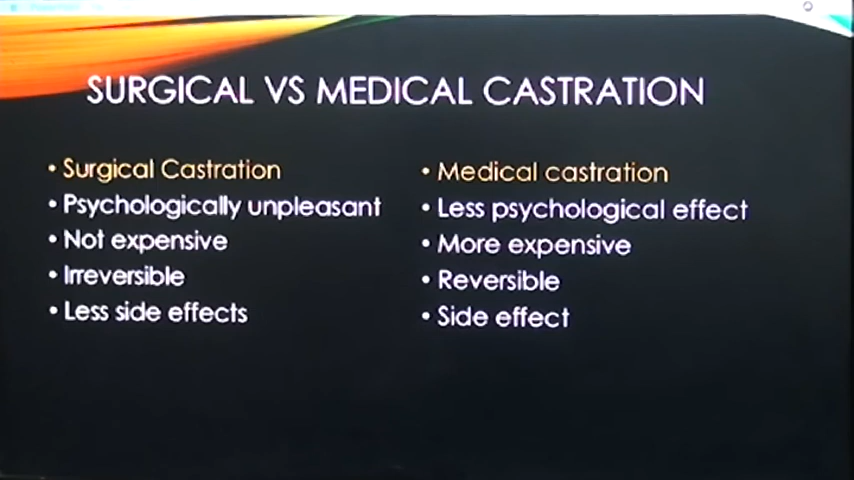 SURGICAL VS MEDICAL CASTRATION
• Surgical Castration
• Psychologically unpleasant
• Not expensive
• Irreversible
• Less side effects
• Medical castration
• Less psychological effect
• More expensive
• Reversible
• Side effect